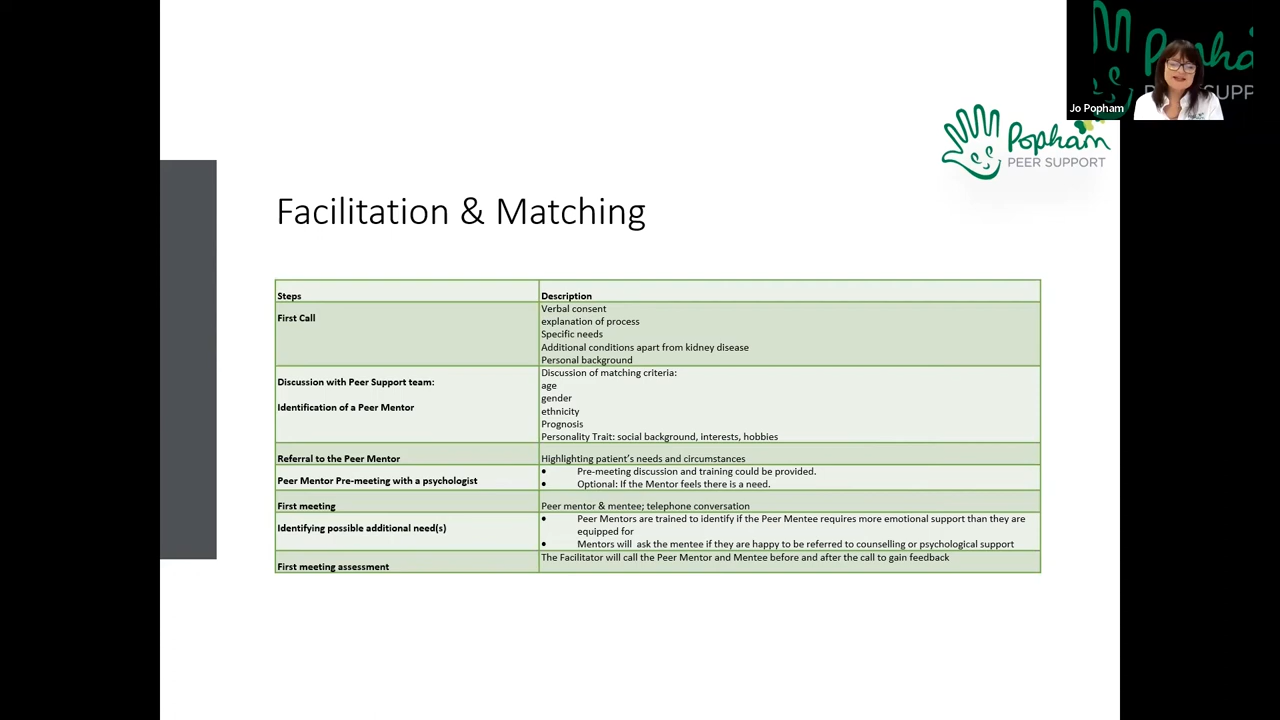 Popha
SUPP
Jo Popham
Popham
PEER SUPPORT
Facilitation & Matching
Steps
Description
First Call
Verbal consent
explanation of process
Specific needs
Additional conditions apart from kidney disease
Personal background
Discussion with Peer Support team:
Identification of a Peer Mentor
Discussion of matching criteria:
age
gender
ethnicity
Prognosis
Personality Trait: social background, interests, hobbies
Referral to the Peer Mentor
Highlighting patient's needs and circumstances
Peer Mentor Pre-meeting with a psychologist
• Pre-meeting discussion and training could be provided.
• Optional: If the Mentor feels there is a need.
First meeting
Peer mentor & mentee; telephone conversation
Identifying possible additional need(s)
• Peer Mentors are trained to identify if the Peer Mentee requires more emotional support than they are
equipped for
• Mentors will ask the mentee if they are happy to be referred to counselling or psychological support
First meeting assessment
The Facilitator will call the Peer Mentor and Mentee before and after the call to gain feedback